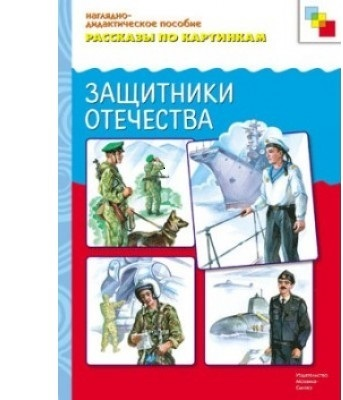 Наглядно-
дидактическое пособие
Рассказы по картинкам
ЗАЩИТНИКИ
ОТЕЧЕСТВА
Издательство
Мозаика-
Синтез